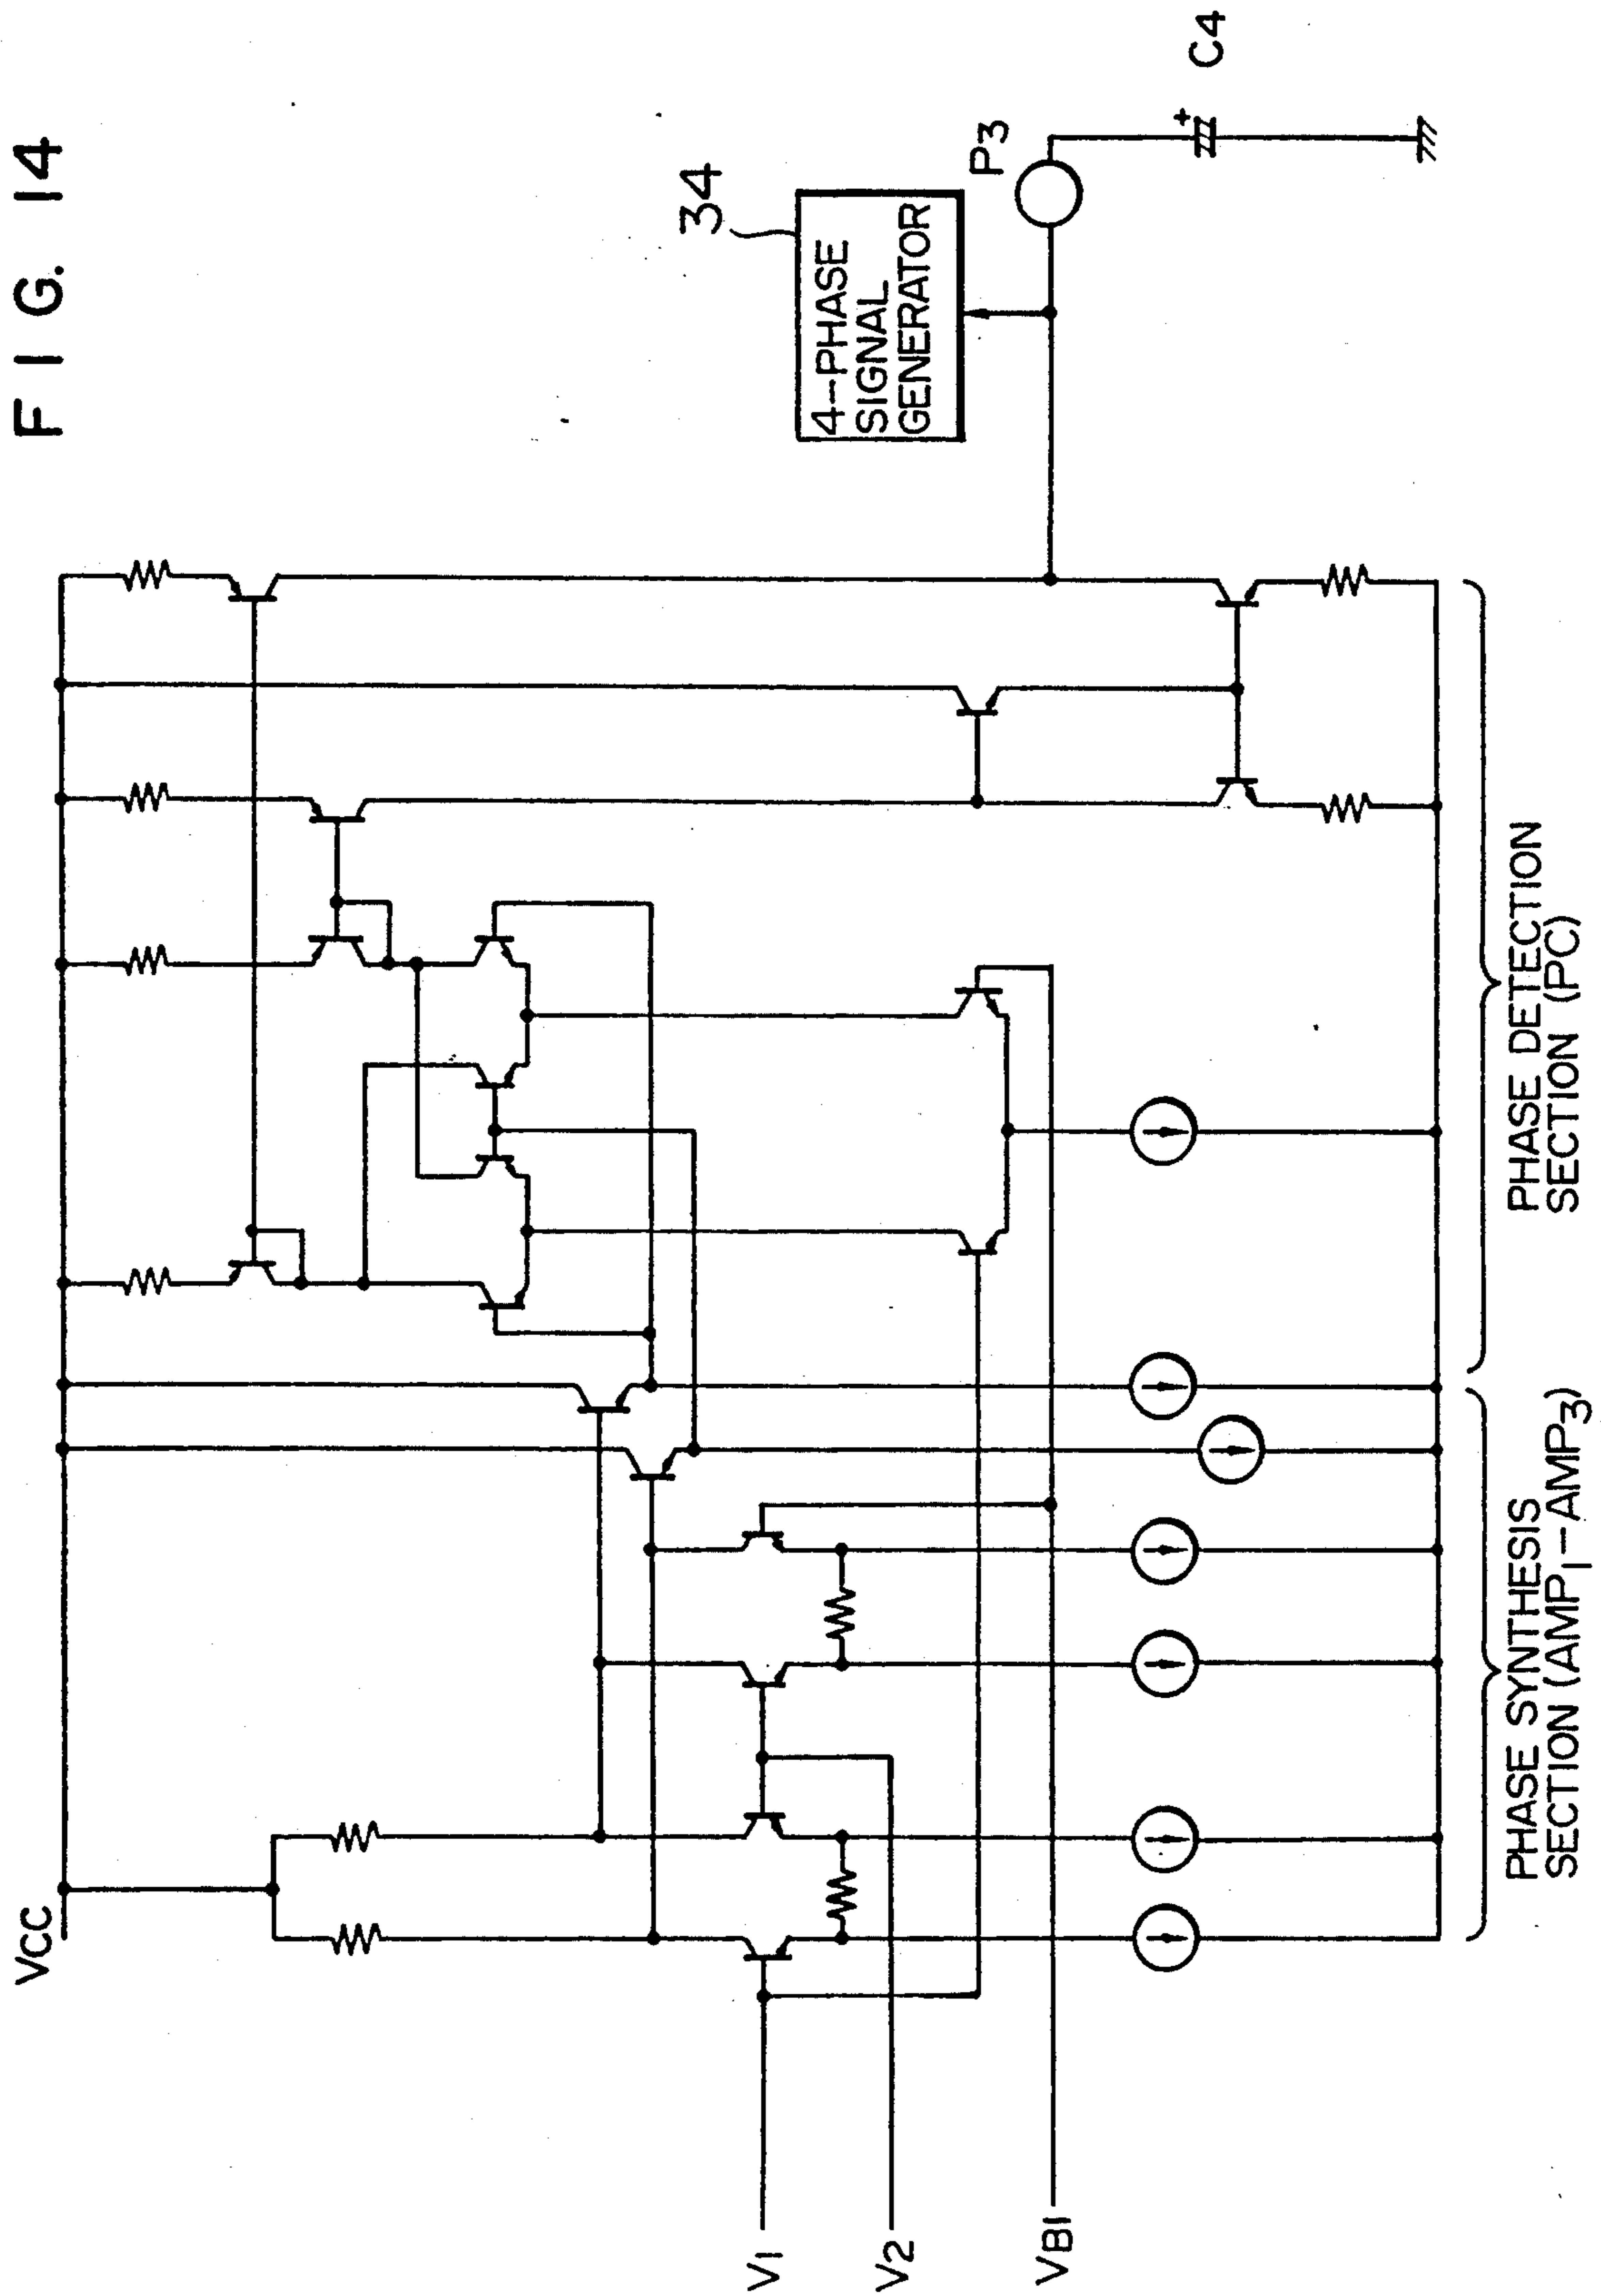 FIG. 14
VCC
34
4-PHASE
SIGNAL
GENERATOR
P3
C4
+
V1
V2
VB1
PHASE SYNTHESIS
SECTION (AMP1-AMP3)
PHASE DETECTION
SECTION (PC)